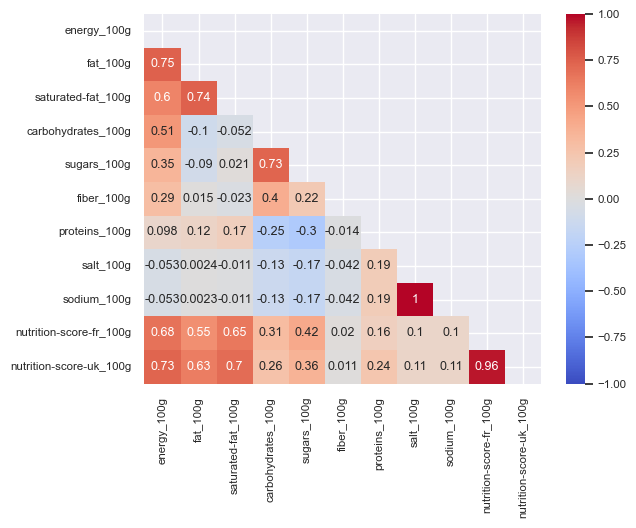 energy_100g
fat_100g 0.75
saturated-fat_100g 0.6 0.74
carbohydrates_100g 0.51 -0.1 -0.052
sugars_100g 0.35 -0.09 0.021 0.73
fiber_100g 0.29 0.015 -0.023 0.4 0.22
proteins_100g 0.098 0.12 0.17 -0.25 -0.3 -0.014
salt_100g -0.053 0.0024 -0.011 -0.13 -0.17 -0.042 0.19
sodium_100g -0.053 0.0023 -0.011 -0.13 -0.17 -0.042 0.19 1
nutrition-score-fr_100g 0.68 0.55 0.65 0.31 0.42 0.02 0.16 0.1 0.1
nutrition-score-uk_100g 0.73 0.63 0.7 0.26 0.36 0.011 0.24 0.11 0.11 0.96
energy_100g
fat_100g
saturated-fat_100g
carbohydrates_100g
sugars_100g
fiber_100g
proteins_100g
salt_100g
sodium_100g
nutrition-score-fr_100g
nutrition-score-uk_100g
1.00
0.75
0.50
0.25
0.00
−0.25
−0.50
−0.75
−1.00